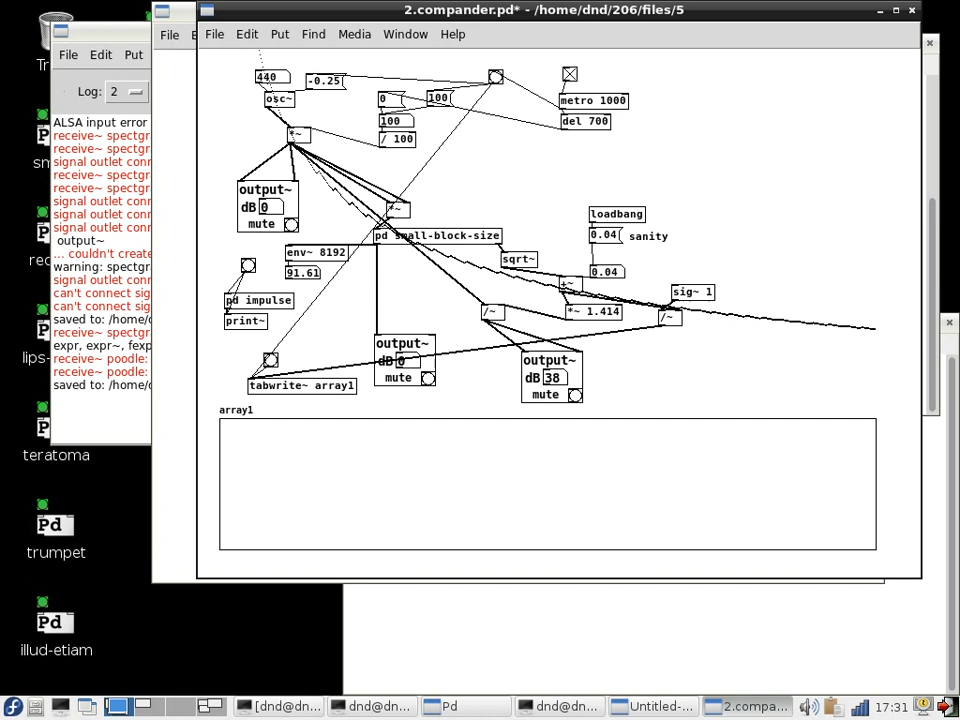 2.compander.pd* - /home/dnd/206/files/5
File Edit Put Find Media Window Help
File
File Edit Put
Log: 2
ALSA input error
receive~ spectgr
receive~ spectgr
signal outlet conn
receive~ spectgr
receive~ spectgr
signal outlet conn
signal outlet conn
signal outlet conn
output~
... couldn't create
warning: spectgr
signal outlet conn
can't connect sig
can't connect sig
saved to: /home/d
receive~ spectgr
expr, expr~, fexp
receive~ poodle:
receive~ poodle:
saved to: /home/d
440
-0.25
osc~
0
100
metro 1000
100
del 700
*~
/ 100
output~
dB 0
mute
*~
loadbang
pd small-block-size
0.04 sanity
env~ 8192
sqrt~
91.61
0.04
+~
sig~ 1
pd impulse
/~
*~ 1.414
/~
print~
output~
dB 0
mute
output~
dB 38
mute
tabwrite~ array1
array1
teratoma
Pd
trumpet
Pd
illud-etiam
[dnd@dn...
dnd@dn...
Pd
dnd@dn...
Untitled-...
2.compa...
17:31